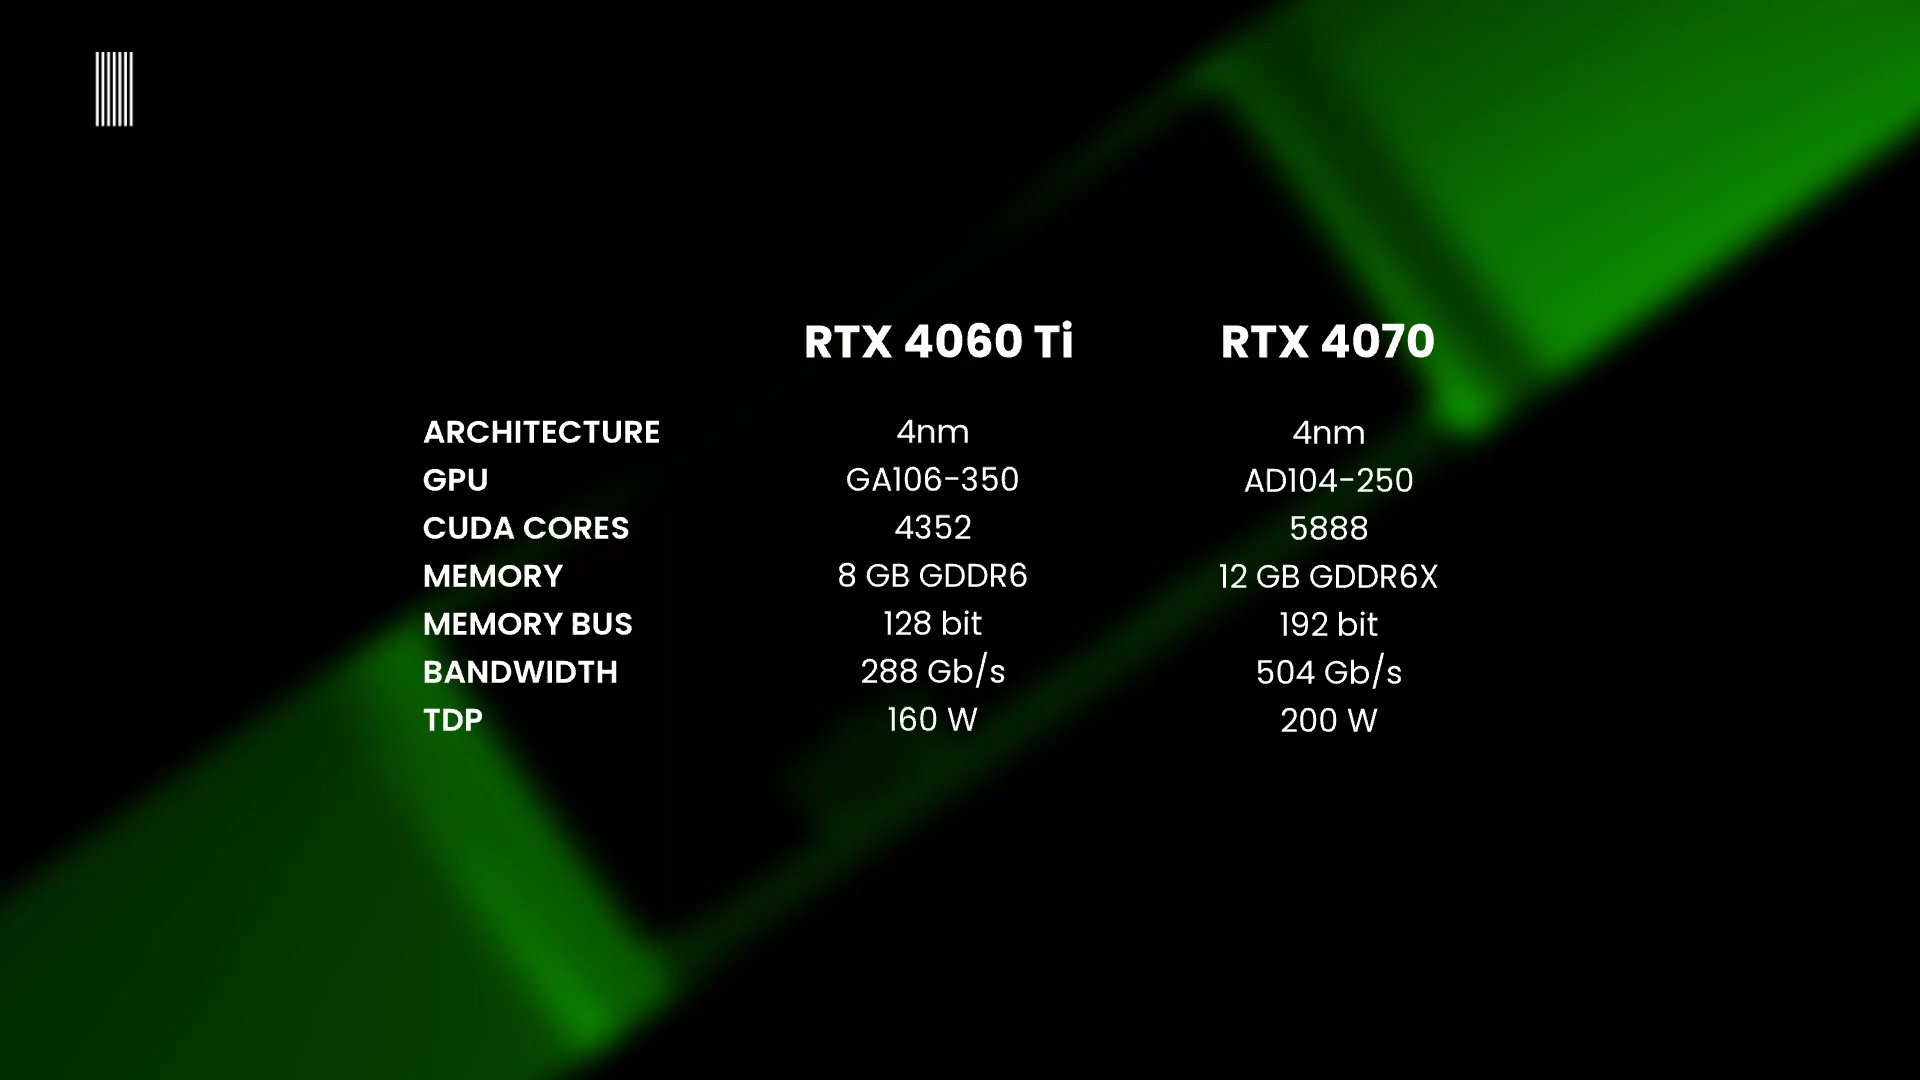 RTX 4060 Ti RTX 4070
ARCHITECTURE 4nm 4nm
GPU GA106-350 AD104-250
CUDA CORES 4352 5888
MEMORY 8 GB GDDR6 12 GB GDDR6X
MEMORY BUS 128 bit 192 bit
BANDWIDTH 288 Gb/s 504 Gb/s
TDP 160 W 200 W